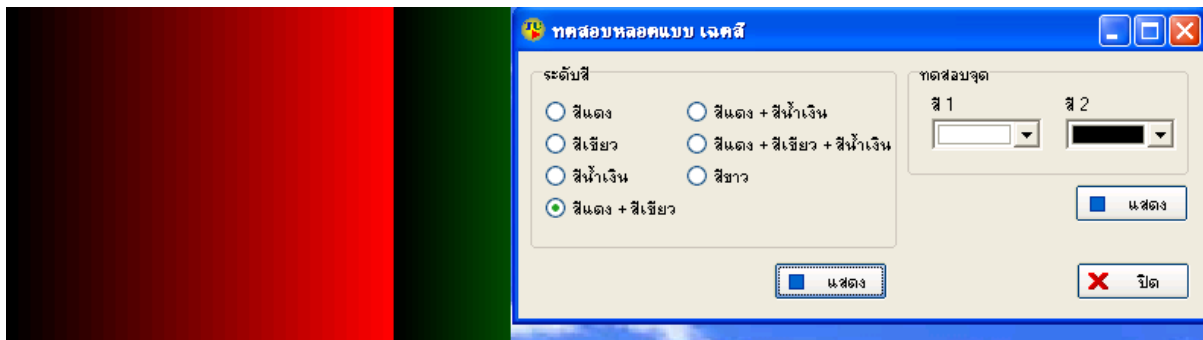 ทดสอบหลอดแบบ เฉดสี
ระดับสี
สีแดง
สีเขียว
สีน้ำเงิน
สีแดง + สีเขียว
สีแดง + สีน้ำเงิน
สีแดง + สีเขียว + สีน้ำเงิน
สีขาว
แสดง
ทดสอบจุด
สี 1
สี 2
แสดง
ปิด